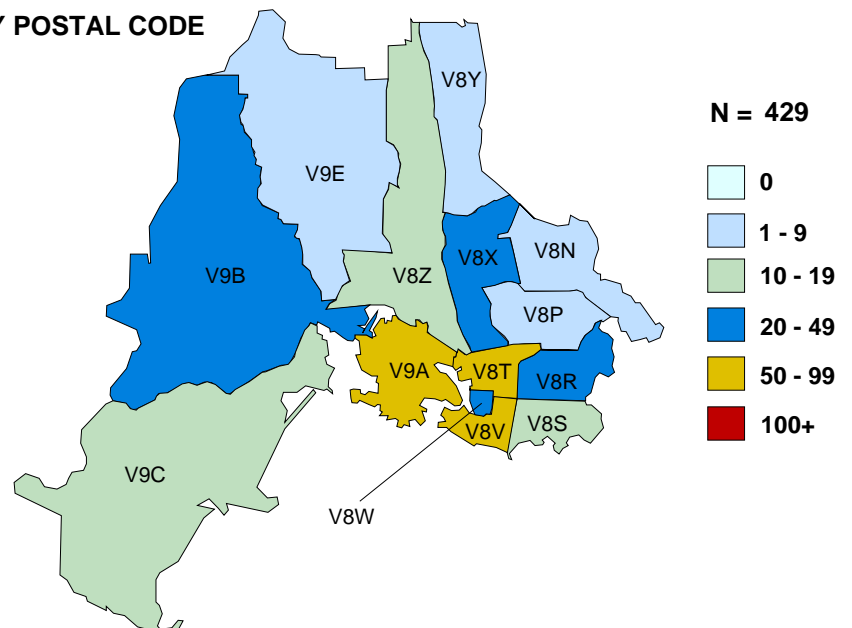 Y POSTAL CODE
V8Y
N = 429
V9E
0
1 - 9
V8N
V8X
V9B
V8Z
10 - 19
V8P
20 - 49
V9A
V8T
V8R
50 - 99
V8V
V8S
100+
V9C
V8W